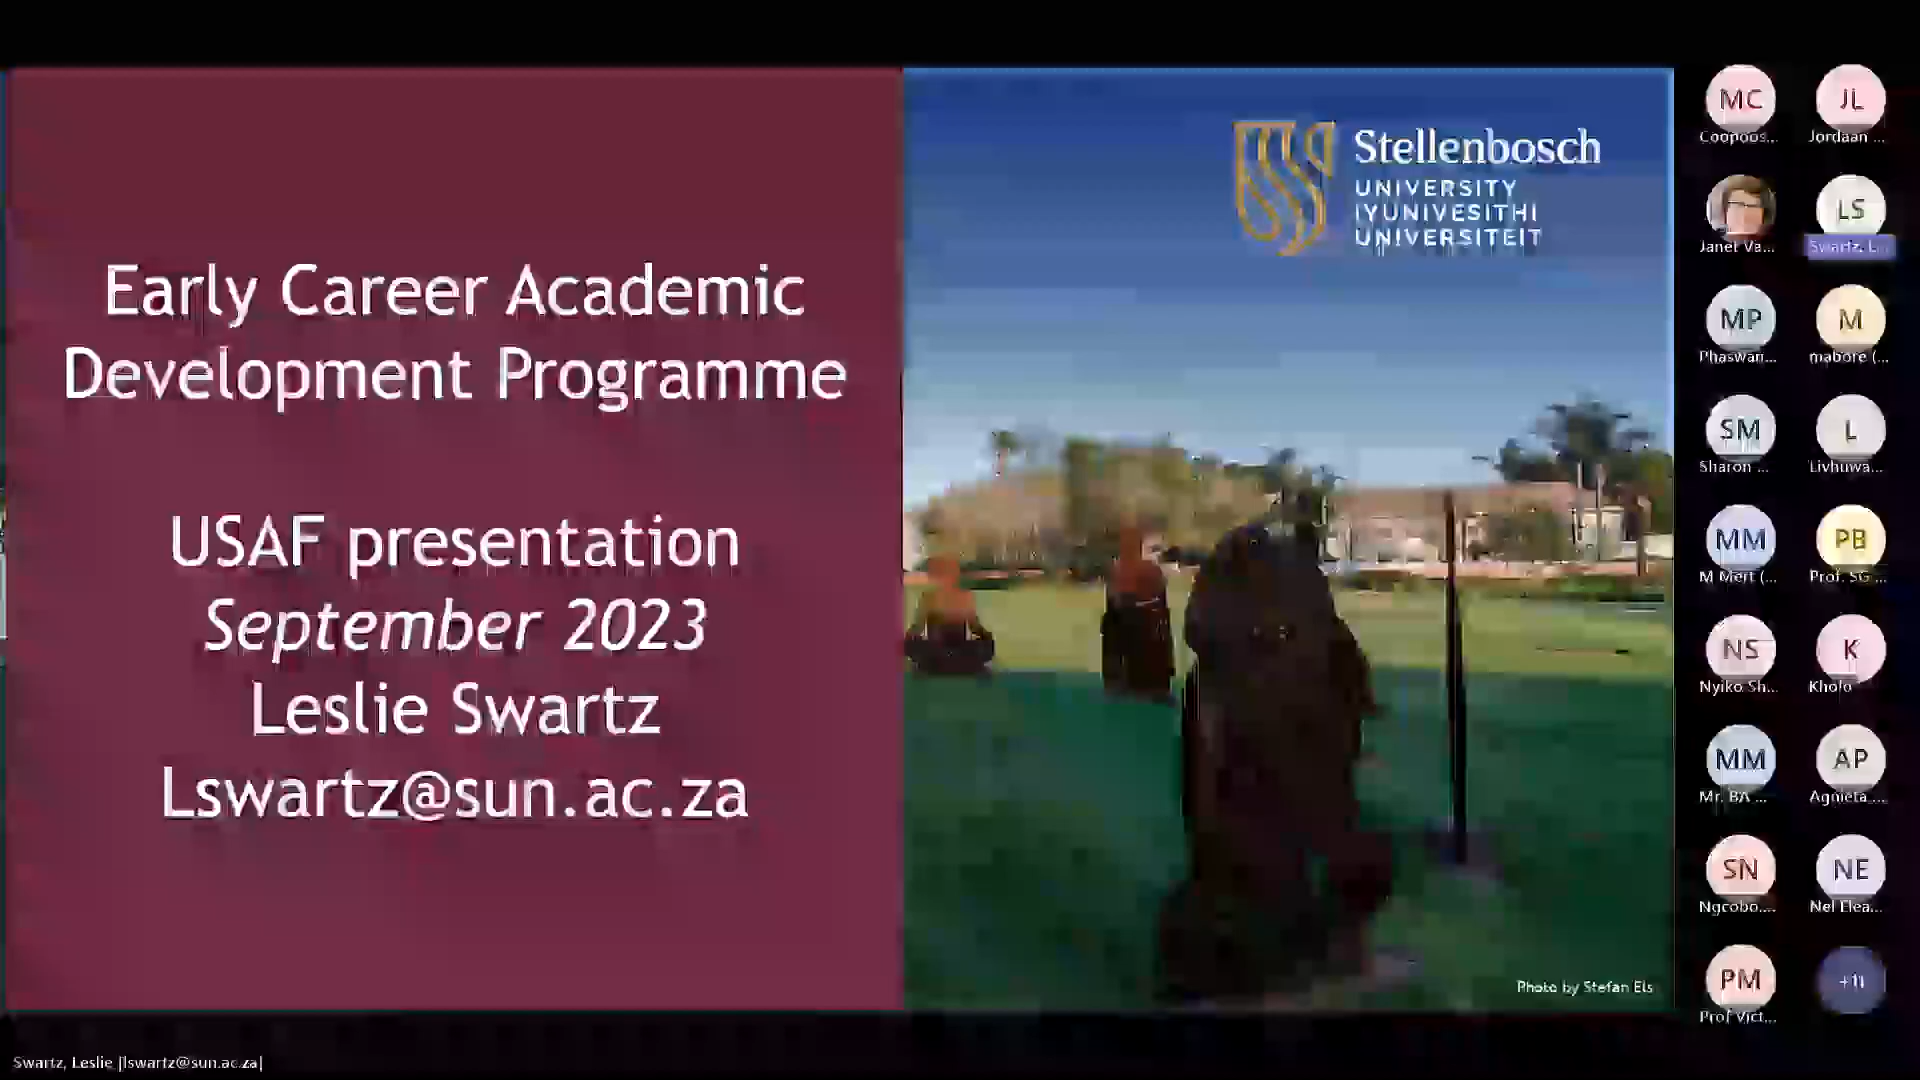 Early Career Academic
Development Programme
USAF presentation
September 2023
Leslie Swartz
Lswartz@sun.ac.za
Stellenbosch
UNIVERSITY
IYUNIVESITHI
UNIVERSITEIT
Photo by Stefan Els
MC
Coopoos...
JL
Jordaan ...
Janet Va...
LS
Swartz, L...
MP
Phaswan...
M
mabore (...
SM
Sharon ...
L
Livhuwa...
MM
M Mert (...
PB
Prof. SG ...
NS
Nyiko Sh...
K
Kholo
MM
Mr. BA ...
AP
Agnieta ...
SN
Ngcobo...
NE
Nel Elea...
PM
Prof Vict...
+11
Swartz, Leslie [lswartz@sun.ac.za]